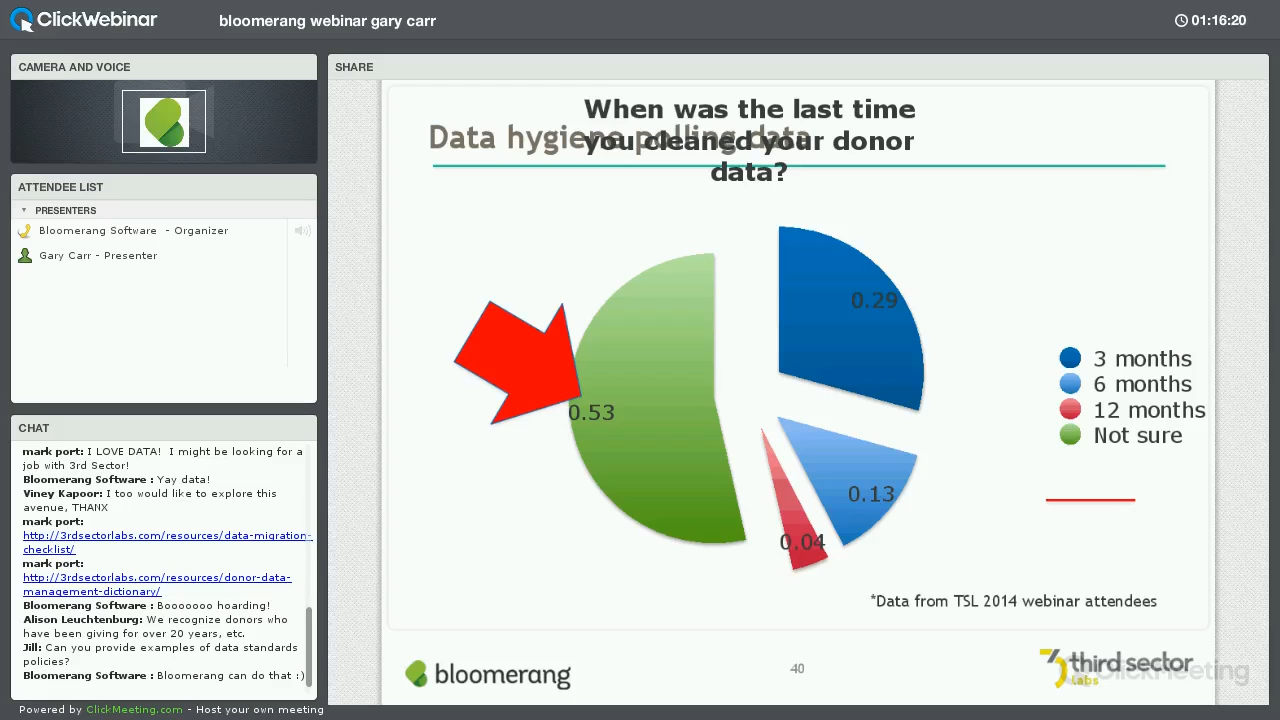 ClickWebinar
bloomerang webinar gary carr
01:16:20
CAMERA AND VOICE
ATTENDEE LIST
PRESENTERS
Bloomerang Software - Organizer
Gary Carr - Presenter
CHAT
mark port: I LOVE DATA! I might be looking for a
job with 3rd Sector!
Bloomerang Software : Yay data!
Viney Kapoor: I too would like to explore this
avenue, THANX
mark port:
http://3rdsectorlabs.com/resources/data-migration-
checklist/
mark port:
http://3rdsectorlabs.com/resources/donor-data-
management-dictionary/
Bloomerang Software : Booooooo hoarding!
Alison Leuchtenburg: We recognize donors who
have been giving for over 20 years, etc.
Jill: Can you provide examples of data standards
policies?
Bloomerang Software : Bloomerang can do that :)
Powered by ClickMeeting.com - Host your own meeting
SHARE
Data hygiene polling data
When was the last time
you cleaned your donor
data?
0.29
0.53
0.13
0.04
3 months
6 months
12 months
Not sure
*Data from TSL 2014 webinar attendees
bloomerang
40
third sector
labs
ClickMeeting